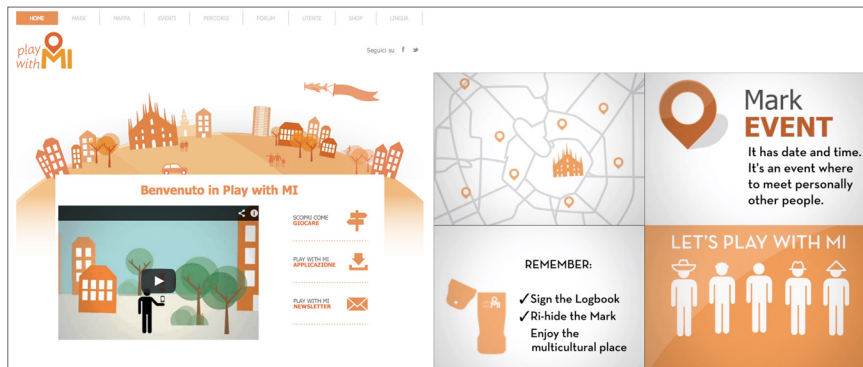 HOME MARK MAPPA EVENTI PERCORSI FORUM UTENTE SHOP LINGUA
play
with MI
Seguici su
Benvenuto in Play with MI
SCOPRI COME
GIOCARE
PLAY WITH MI
APPLICAZIONE
PLAY WITH MI
NEWSLETTER
Mark
EVENT
It has date and time.
It's an event where
to meet personally
other people.
REMEMBER:
✓Sign the Logbook
✓Ri-hide the Mark
Enjoy the
multicultural place
LET'S PLAY WITH MI